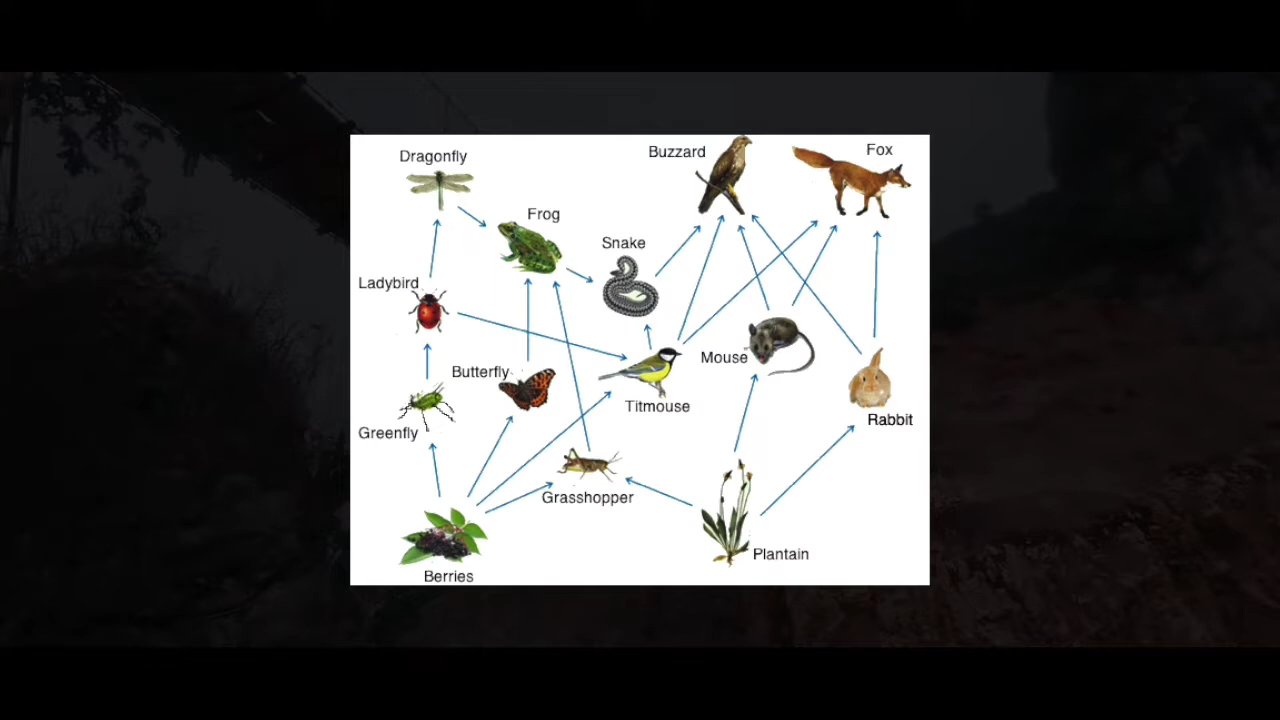 Buzzard
Fox
Dragonfly
Frog
Snake
Ladybird
Mouse
Butterfly
Titmouse
Rabbit
Greenfly
Grasshopper
Plantain
Berries